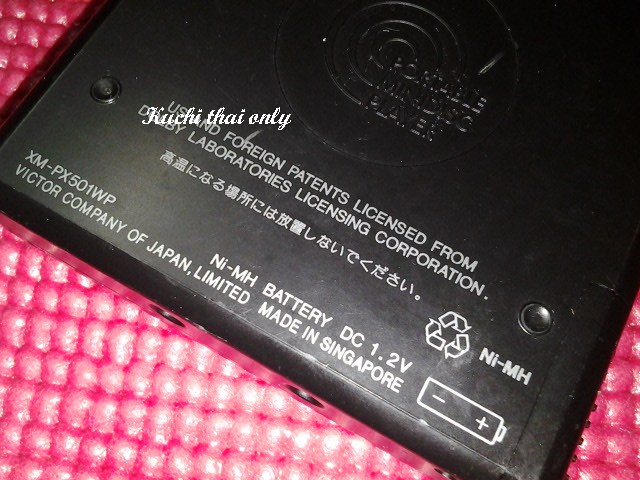 PORTABLE
MINIDISC
PLAYER
Kuchi thai only
US AND FOREIGN PATENTS LICENSED FROM
DOLBY LABORATORIES LICENSING CORPORATION.
高温になる場所には放置しないでください。
XM-PX501WP
VICTOR COMPANY OF JAPAN, LIMITED
Ni-MH BATTERY DC 1.2V
MADE IN SINGAPORE
Ni-MH
- +